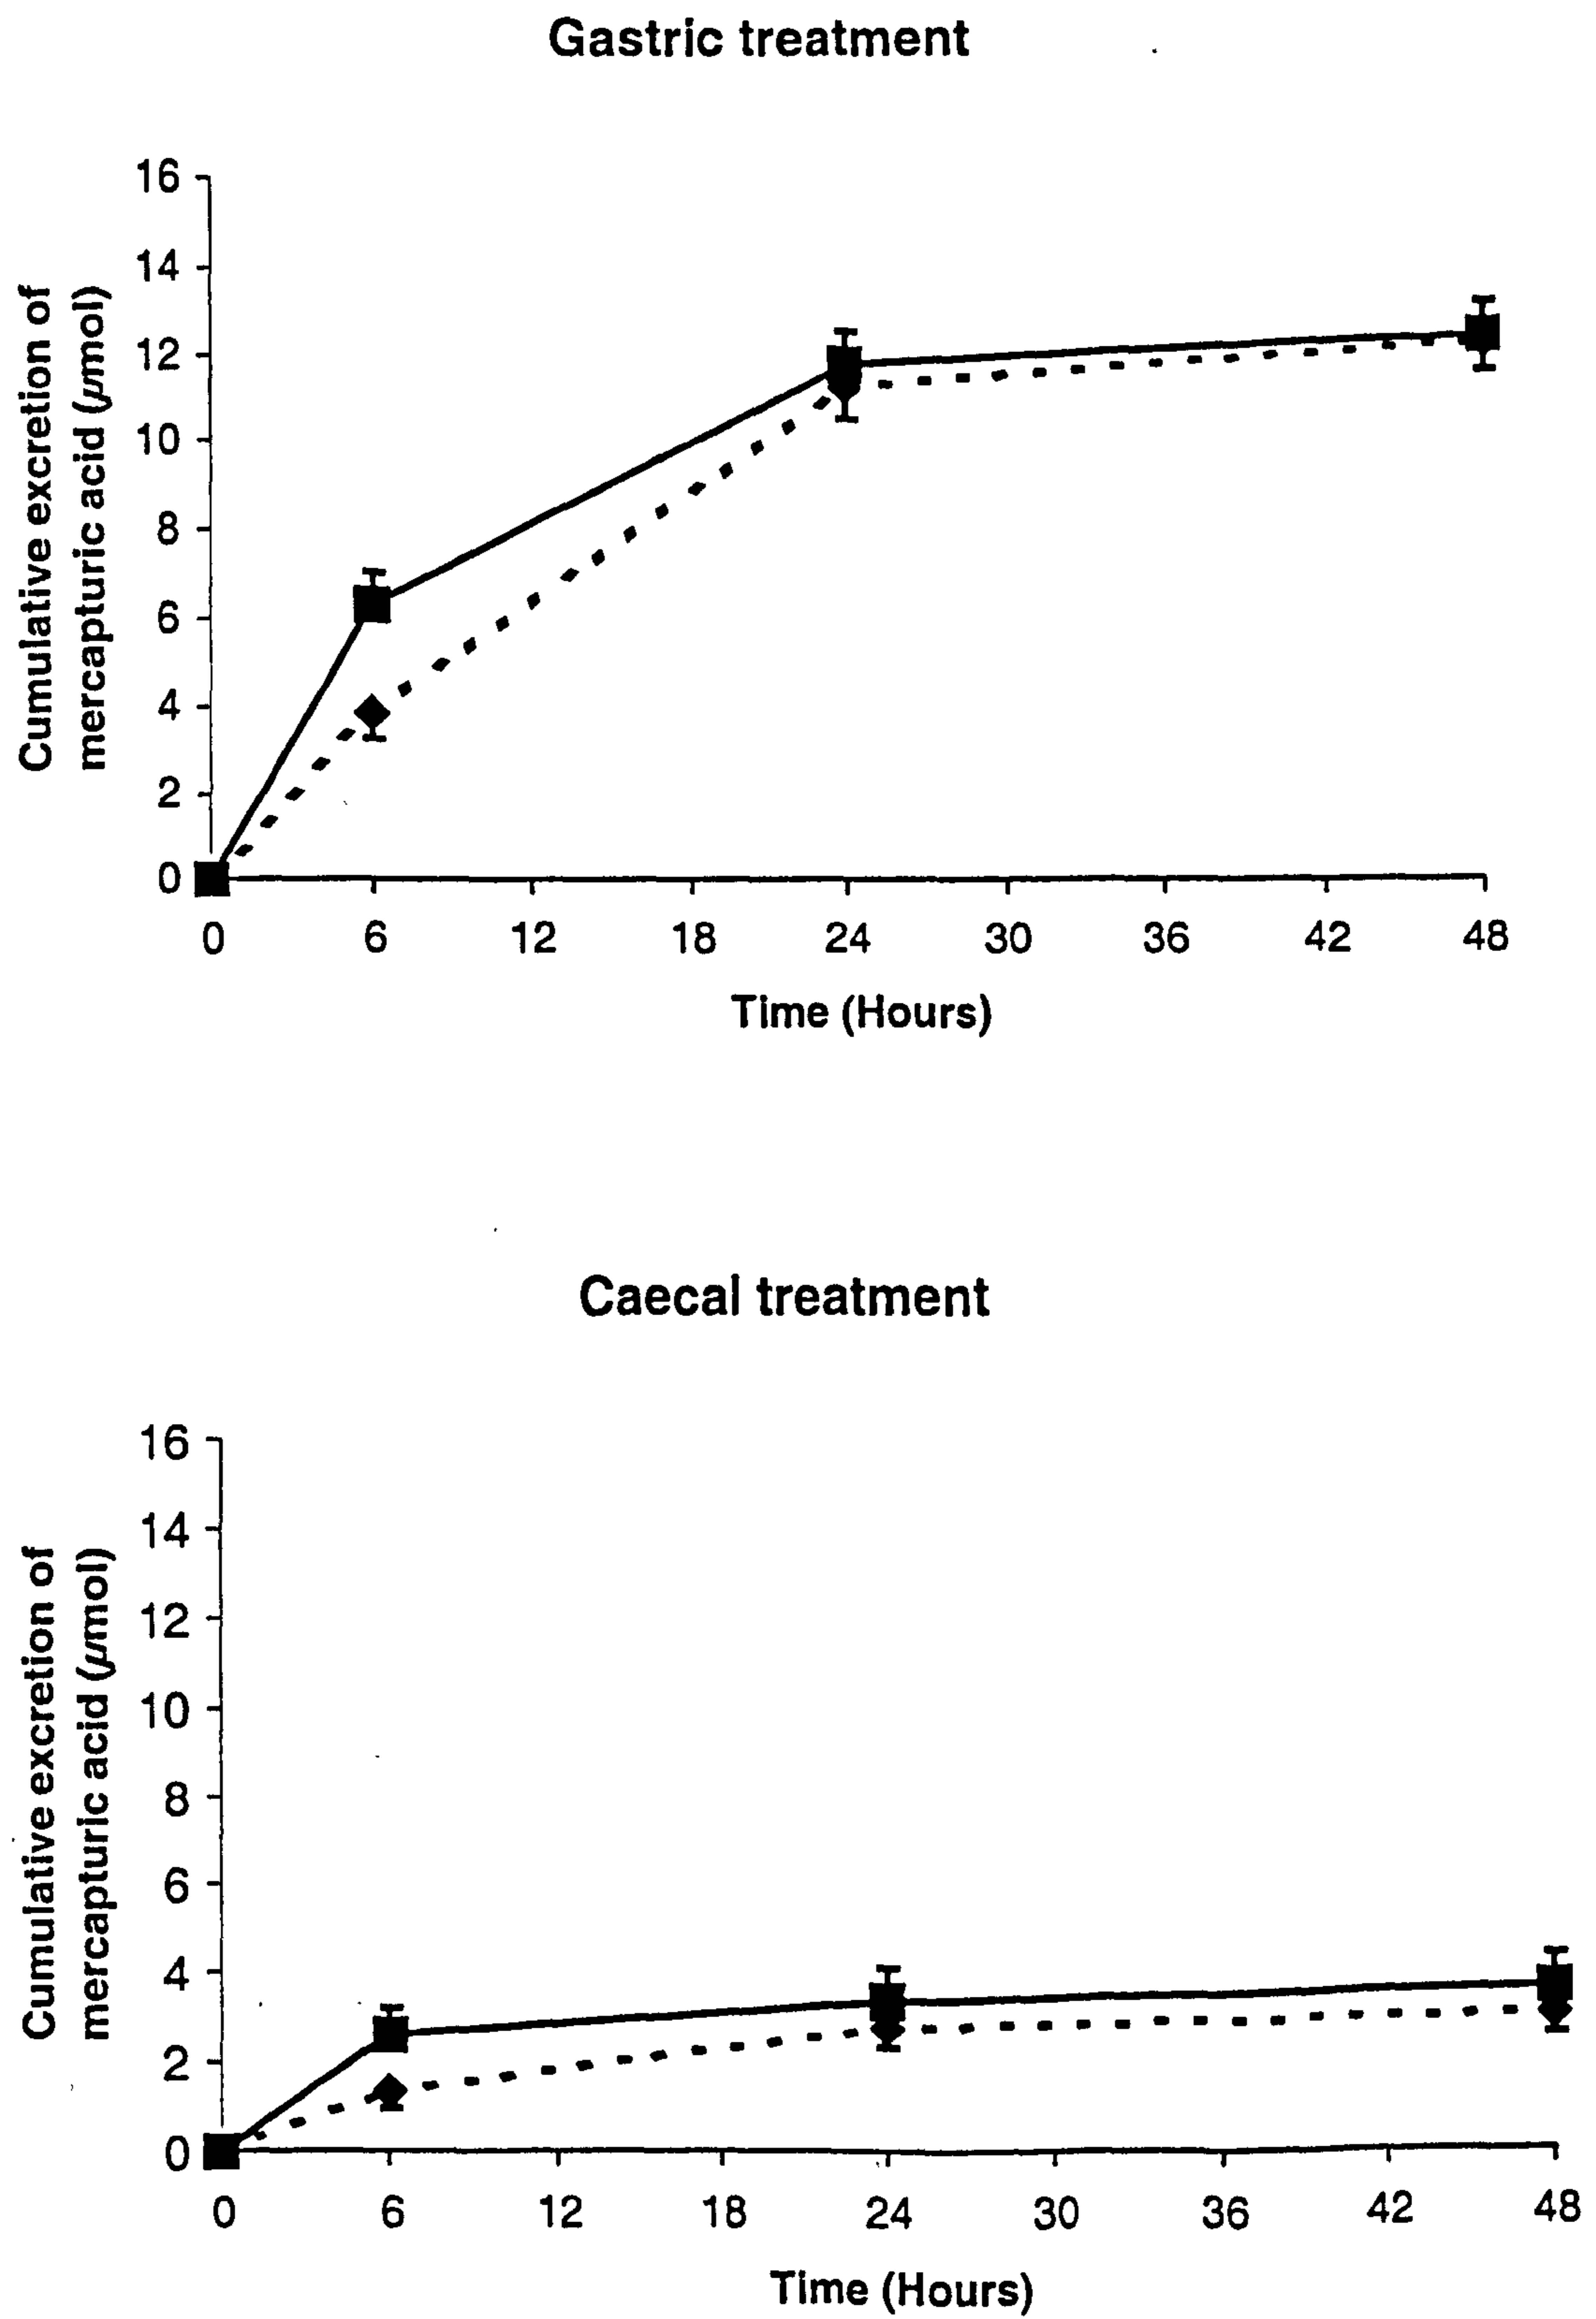 Gastric treatment
Cumulative excretion of
mercapturic acid (μmol)
16
14
12
10
8
6
4
2
0
0 6 12 18 24 30 36 42 48
Time (Hours)
Caecal treatment
Cumulative excretion of
mercapturic acid (μmol)
16
14
12
10
8
6
4
2
0
0 6 12 18 24 30 36 42 48
Time (Hours)